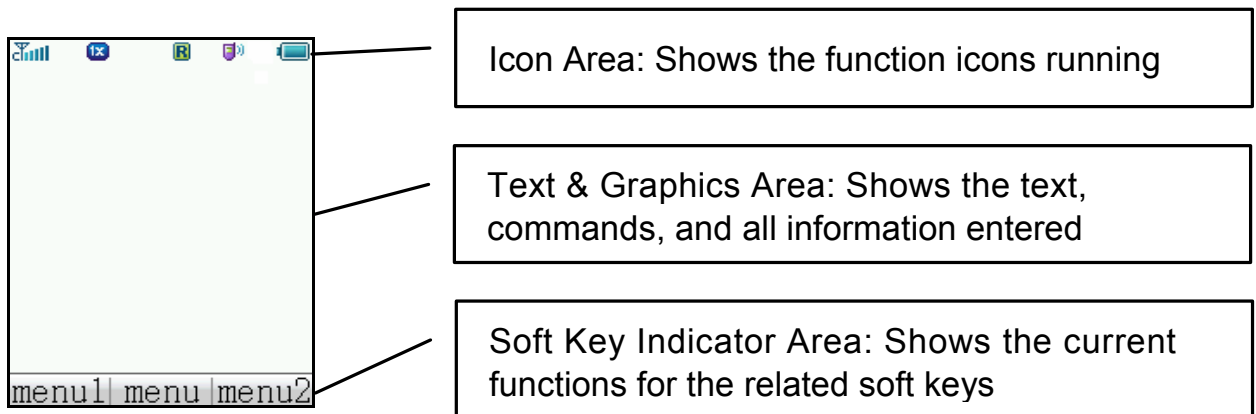 1X R
Icon Area: Shows the function icons running
Text & Graphics Area: Shows the text,
commands, and all information entered
Soft Key Indicator Area: Shows the current
functions for the related soft keys
menu1 menu menu2